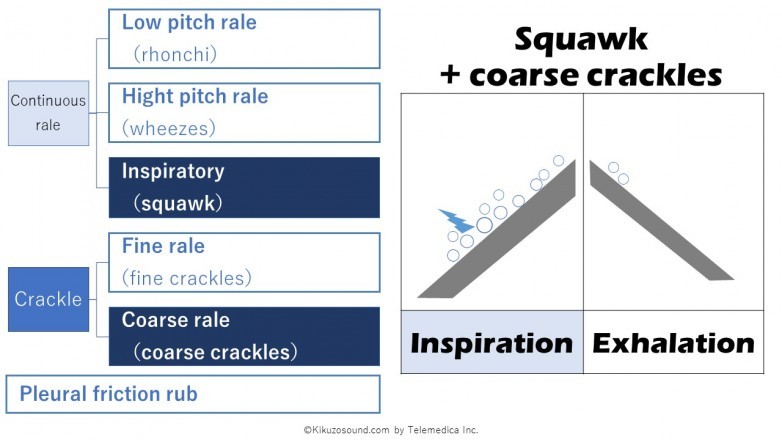 Low pitch rale
(rhonchi)
Continuous
rale
Hight pitch rale
(wheezes)
Inspiratory
(squawk)
Fine rale
(fine crackles)
Crackle
Coarse rale
(coarse crackles)
Pleural friction rub
Squawk
+ coarse crackles
Inspiration
Exhalation
©Kikuzosound.com by Telemedica Inc.